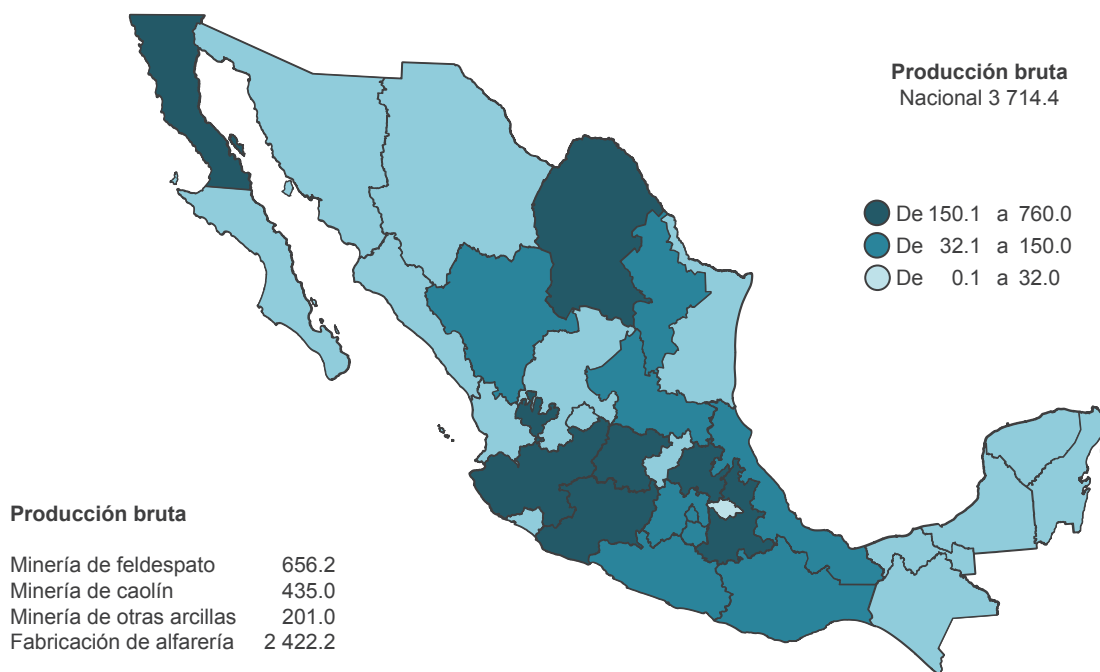 Producción bruta
Nacional 3 714.4
De 150.1 a 760.0
De 32.1 a 150.0
De 0.1 a 32.0
Producción bruta
Minería de feldespato 656.2
Minería de caolín 435.0
Minería de otras arcillas 201.0
Fabricación de alfarería 2 422.2